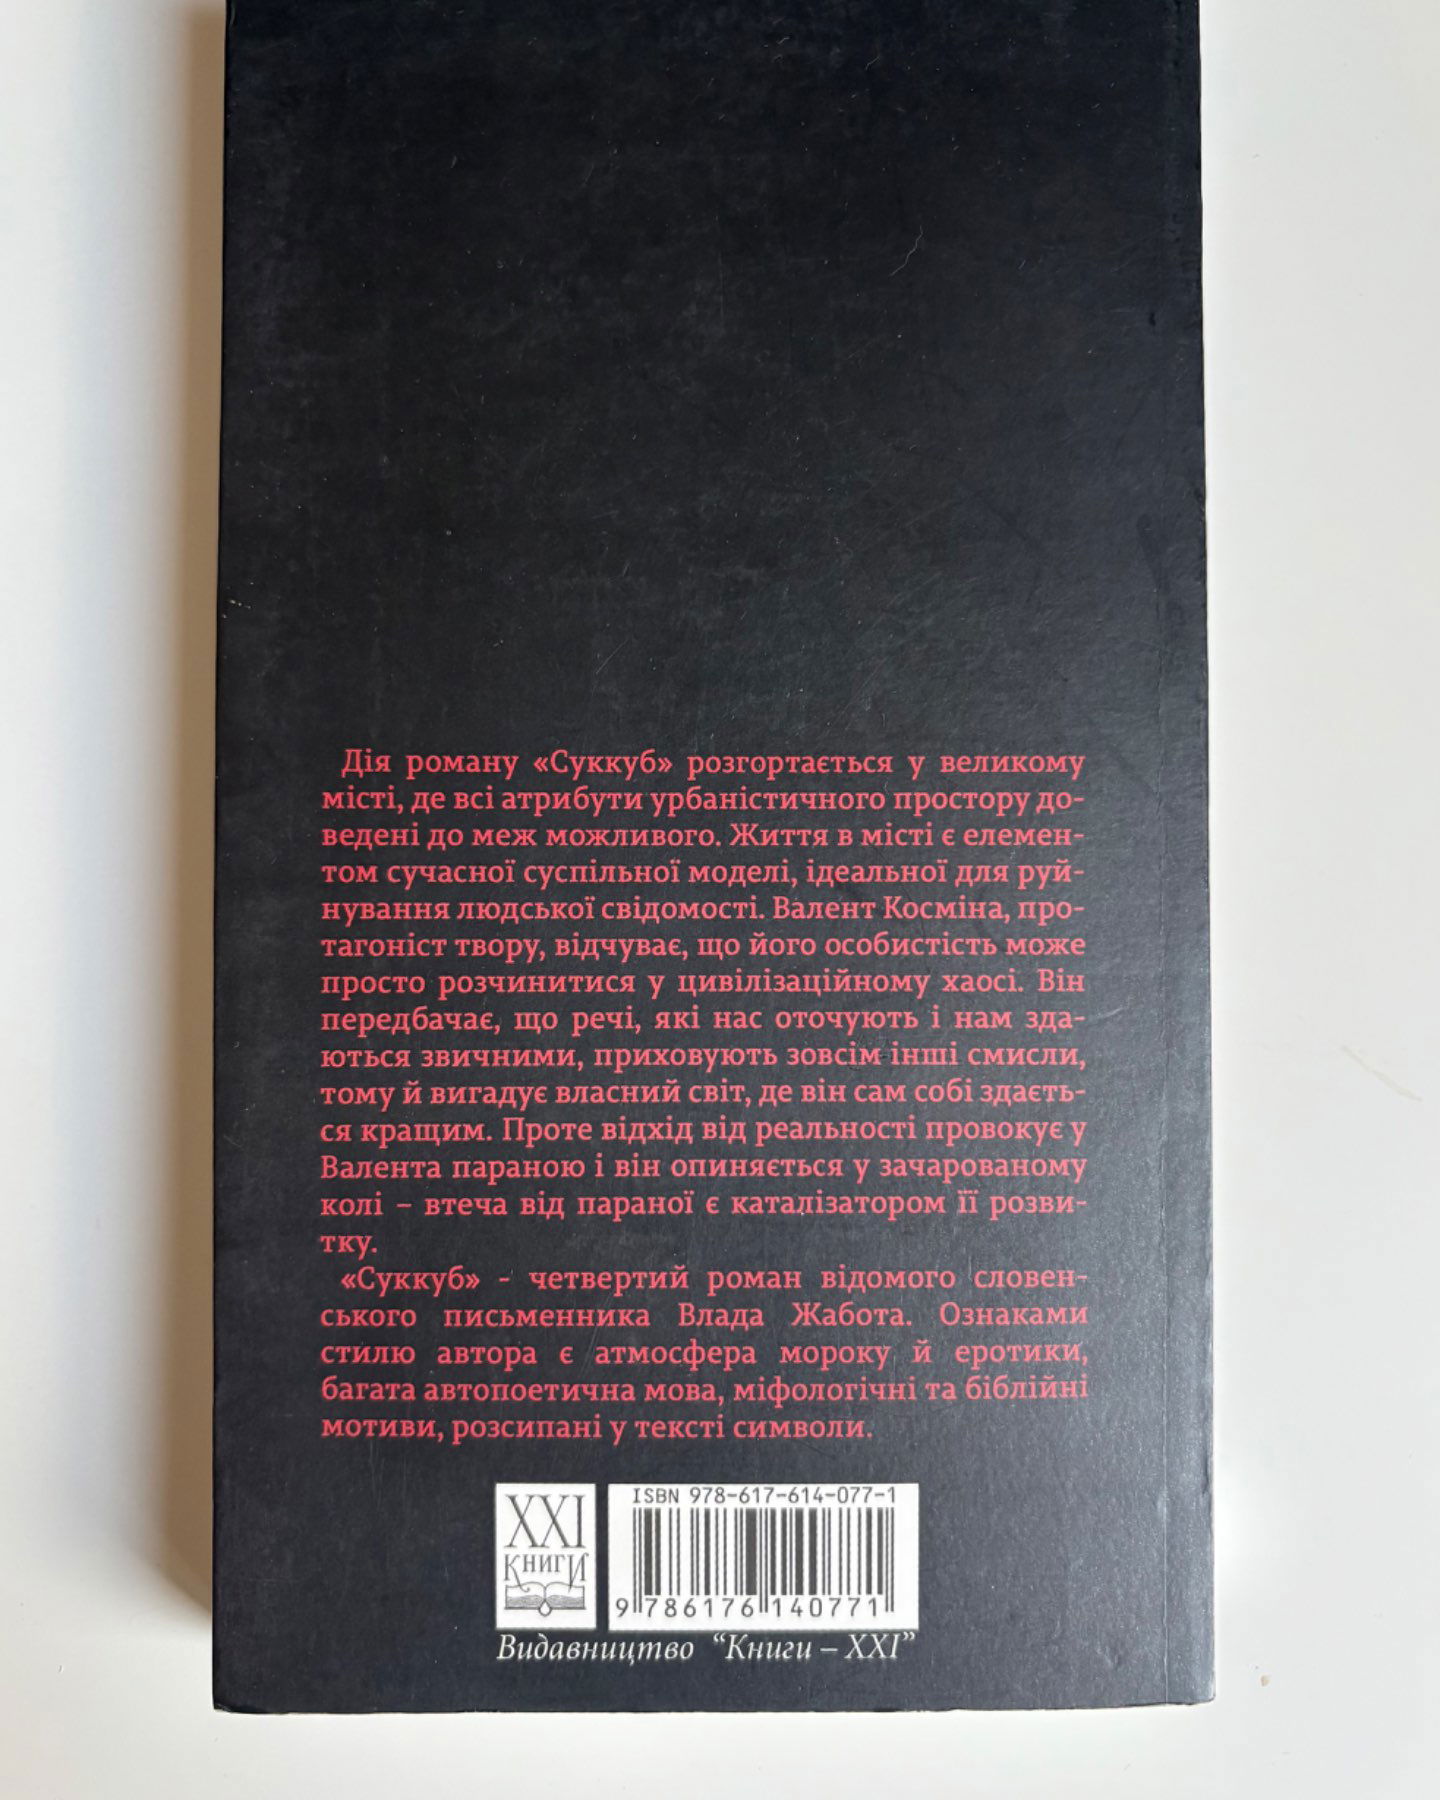 Дія роману «Суккуб» розгортається у великому
місті, де всі атрибути урбаністичного простору до-
ведені до меж можливого. Життя в місті є елемен-
том сучасної суспільної моделі, ідеальної для руй-
нування людської свідомості. Валент Косміна, про-
тагоніст твору, відчуває, що його особистість може
просто розчинитися у цивілізаційному хаосі. Він
передбачає, що речі, які нас оточують і нам зда-
ються звичними, приховують зовсім інші смисли,
тому й вигадує власний світ, де він сам собі здаєть-
ся кращим. Проте відхід від реальності провокує у
Валента параною і він опиняється у зачарованому
колі – втеча від параної є каталізатором її розви-
тку.
«Суккуб» - четвертий роман відомого словен-
ського письменника Влада Жабота. Ознаками
стилю автора є атмосфера мороку й еротики,
багата автопоетична мова, міфологічні та біблійні
мотиви, розсипані у тексті символи.
XXI
КНИГИ
ISBN 978-617-614-077-1
9 786176 140771
Видавництво “Книги – XXI”